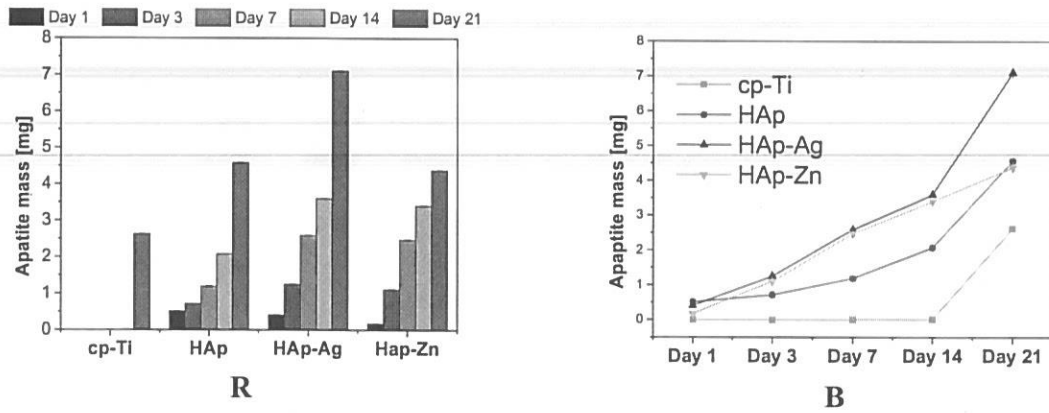 Day 1 Day 3 Day 7 Day 14 Day 21
Apatite mass [mg]
8
7
6
5
4
3
2
1
0
cp-Ti HAp HAp-Ag Hap-Zn
R
Apaptite mass [mg]
8
7
6
5
4
3
2
1
0
cp-Ti
HAp
HAp-Ag
HAp-Zn
Day 1 Day 3 Day 7 Day 14 Day 21
B